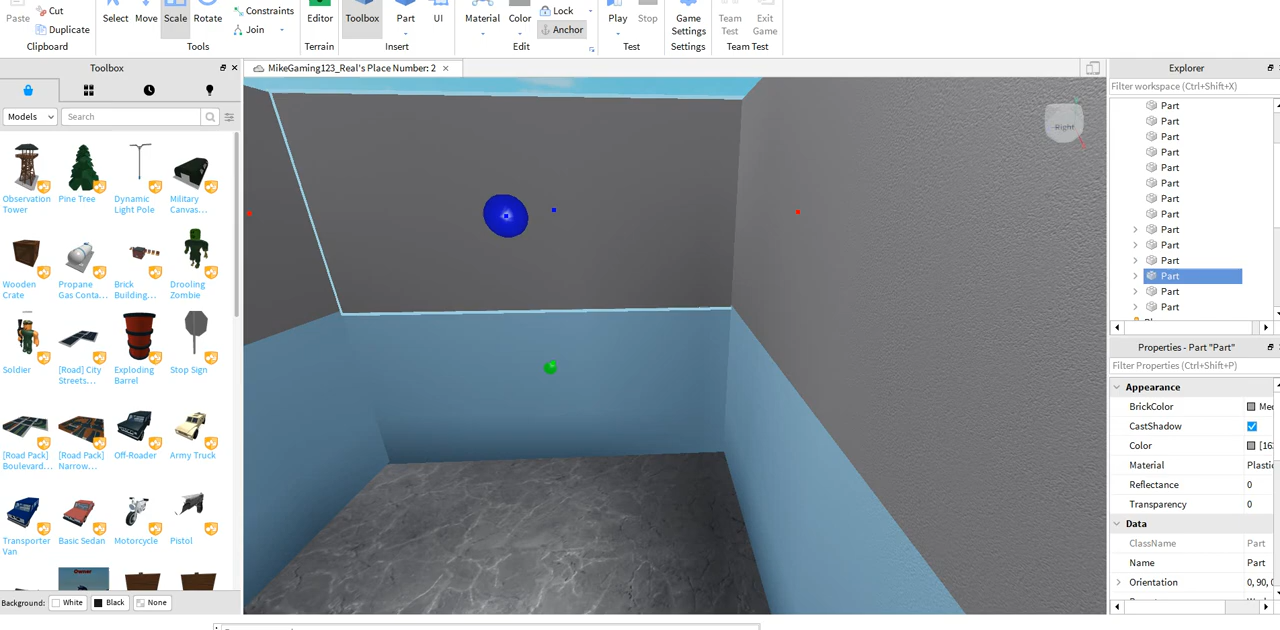 Paste
Cut
Duplicate
Clipboard
Select Move Scale Rotate
Constraints
Join
Tools
Editor
Terrain
Toolbox Part UI
Insert
Material Color
Lock
Anchor
Edit
Play Stop
Test
Game Settings
Settings
Team Test
Exit Game
Team Test
Toolbox
MikeGaming123_Real's Place Number: 2
Models
Search
Observation Tower
Pine Tree
Dynamic Light Pole
Military Canvas...
Wooden Crate
Propane Gas Conta...
Brick Building...
Drooling Zombie
Soldier
[Road] City Streets...
Exploding Barrel
Stop Sign
[Road Pack] Boulevard...
[Road Pack] Narrow...
Off-Roader
Army Truck
Transporter Van
Basic Sedan
Motorcycle
Pistol
Owner
Background: White Black None
Right
Explorer
Filter workspace (Ctrl+Shift+X)
Part
Part
Part
Part
Part
Part
Part
Part
Part
Part
Part
Part
Part
Part
Properties - Part "Part"
Filter Properties (Ctrl+Shift+P)
Appearance
BrickColor Med
CastShadow
Color [16
Material Plastic
Reflectance 0
Transparency 0
Data
ClassName Part
Name Part
Orientation 0, 90, 0